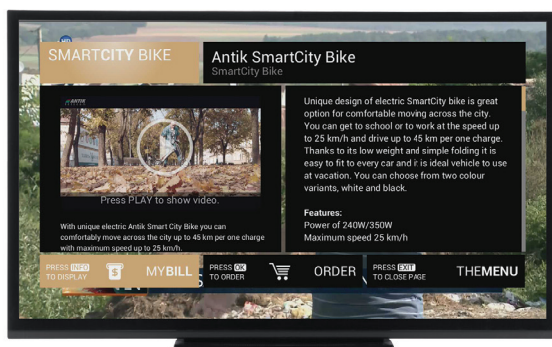 SMARTCITY BIKE
Antik SmartCity Bike
SmartCity Bike
ANTIK
Press PLAY to show video.
With unique electric Antik Smart City Bike you can
comfortably move across the city up to 45 km per one charge
with maximum speed up to 25 km/h.
Unique design of electric SmartCity bike is great
option for comfortable moving across the city.
You can get to school or to work at the speed up
to 25 km/h and drive up to 45 km per one charge.
Thanks to its low weight and simple folding it is
easy to fit to every car and it is ideal vehicle to use
at vacation. You can choose from two colour
variants, white and black.
Features:
Power of 240W/350W
Maximum speed 25 km/h
PRESS INFO
TO DISPLAY
$
MYBILL
PRESS OK
TO ORDER
ORDER
PRESS EXIT
TO CLOSE PAGE
THEMENU